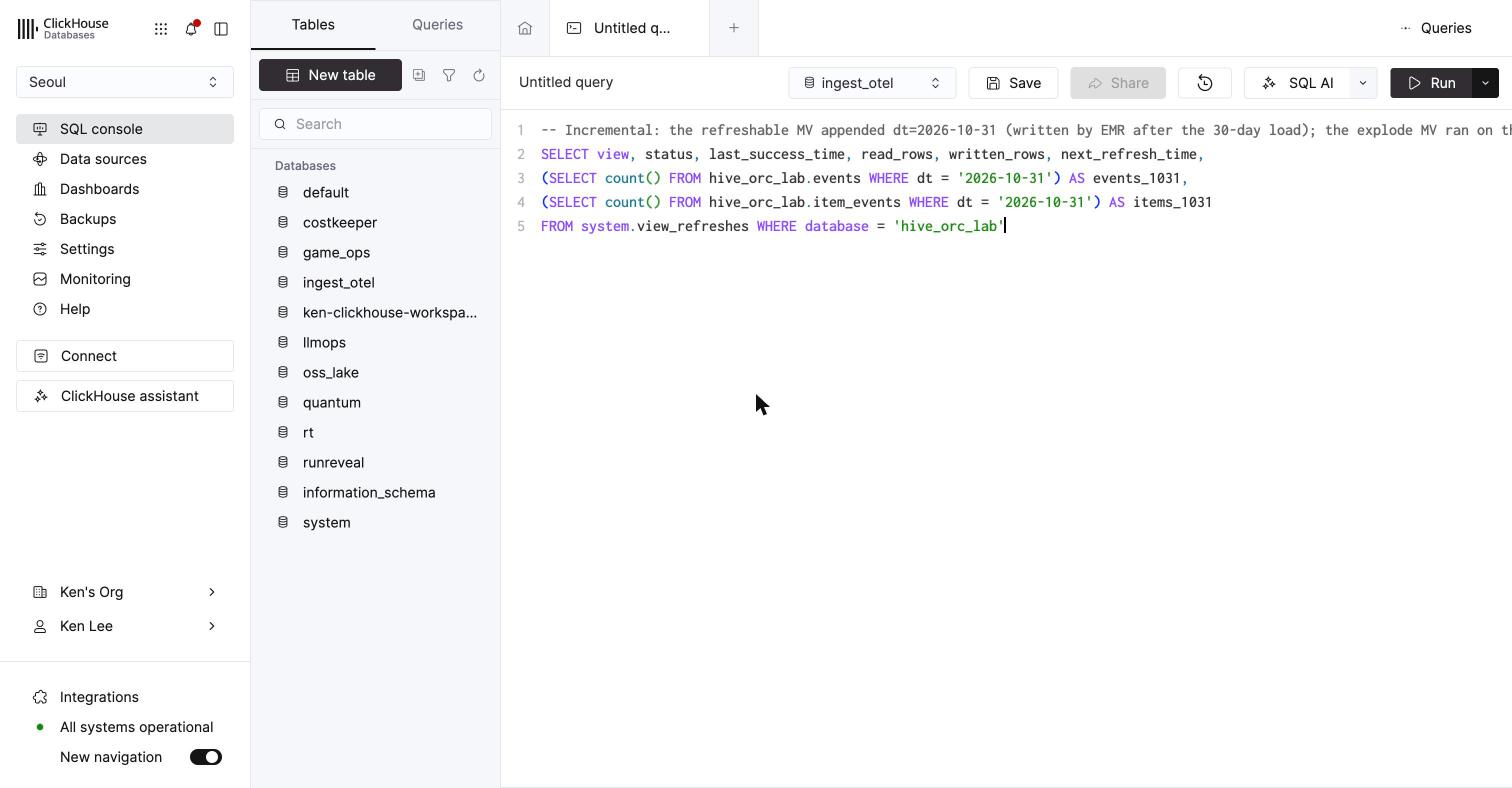 ClickHouse
Databases
Seoul
SQL console
Data sources
Dashboards
Backups
Settings
Monitoring
Help
Connect
ClickHouse assistant
Ken's Org
Ken Lee
Integrations
All systems operational
New navigation
Tables
Queries
New table
Search
Databases
default
costkeeper
game_ops
ingest_otel
ken-clickhouse-workspa...
llmops
oss_lake
quantum
rt
runreveal
information_schema
system
Untitled q...
Queries
Untitled query
ingest_otel
Save
Share
SQL AI
Run
1 -- Incremental: the refreshable MV appended dt=2026-10-31 (written by EMR after the 30-day load); the explode MV ran on
2 SELECT view, status, last_success_time, read_rows, written_rows, next_refresh_time,
3 (SELECT count() FROM hive_orc_lab.events WHERE dt = '2026-10-31') AS events_1031,
4 (SELECT count() FROM hive_orc_lab.item_events WHERE dt = '2026-10-31') AS items_1031
5 FROM system.view_refreshes WHERE database = 'hive_orc_lab'